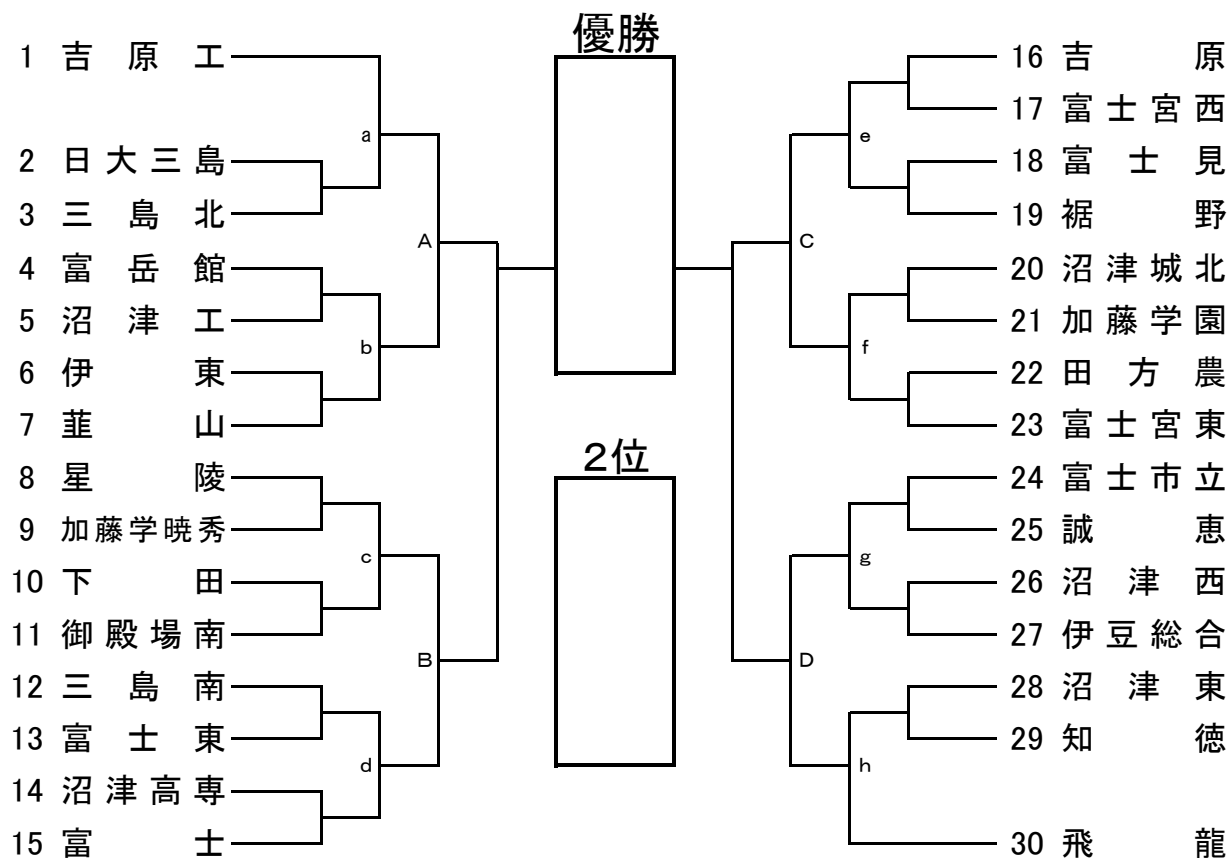 優勝
1 吉原工
2 日大三島
3 三島北
4 富岳館
5 沼津工
6 伊東
7 韮山
8 星陵
9 加藤学暁秀
10 下田
11 御殿場南
12 三島南
13 富士東
14 沼津高専
15 富士
a
b
c
d
A
B
2位
C
D
e
f
g
h
16 吉原
17 富士宮西
18 富士見
19 裾野
20 沼津城北
21 加藤学園
22 田方農
23 富士宮東
24 富士市立
25 誠恵
26 沼津西
27 伊豆総合
28 沼津東
29 知徳
30 飛龍